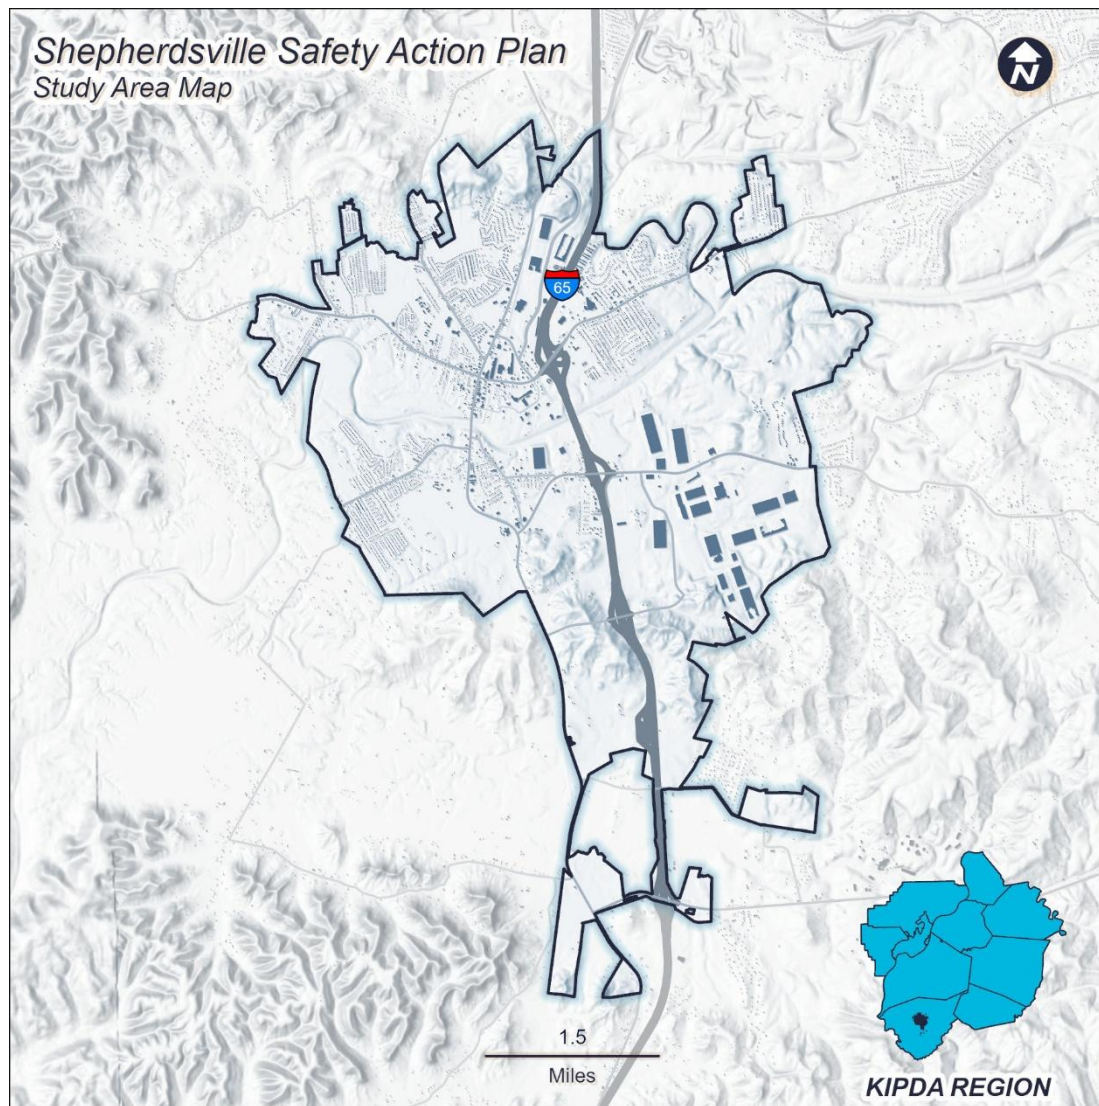 Shepherdsville Safety Action Plan
Study Area Map
N
65
1.5
Miles
KIPDA REGION